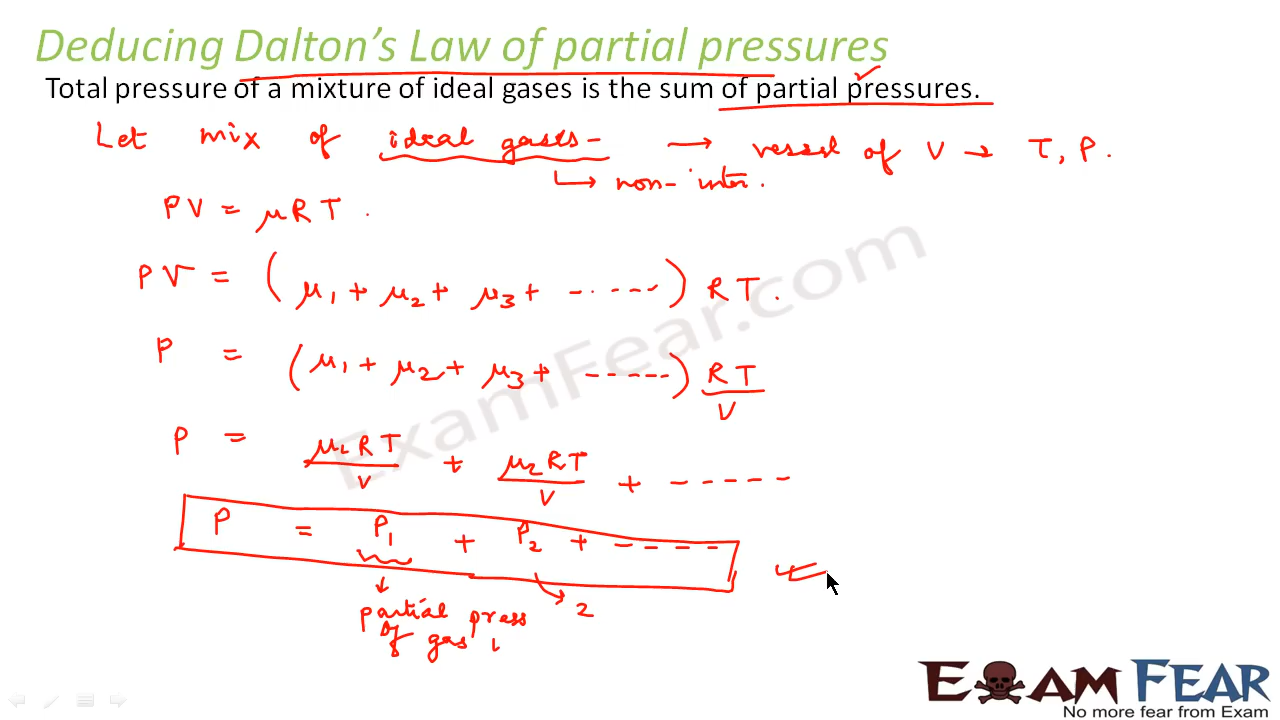 Deducing Dalton's Law of partial pressures
Total pressure of a mixture of ideal gases is the sum of partial pressures.
Let mix of ideal gases → vessel of V → T, P.
↳ non-inter.
PV = μRT.
PV = (μ1 + μ2 + μ3 + -------) RT.
P = (μ1 + μ2 + μ3 + -------) RT/V
P = μ1RT/V + μ2RT/V + -----
P = P1 + P2 + -----
partial press → 2
of gas 1
ExamFear.com
EXAM FEAR
No more fear from Exam